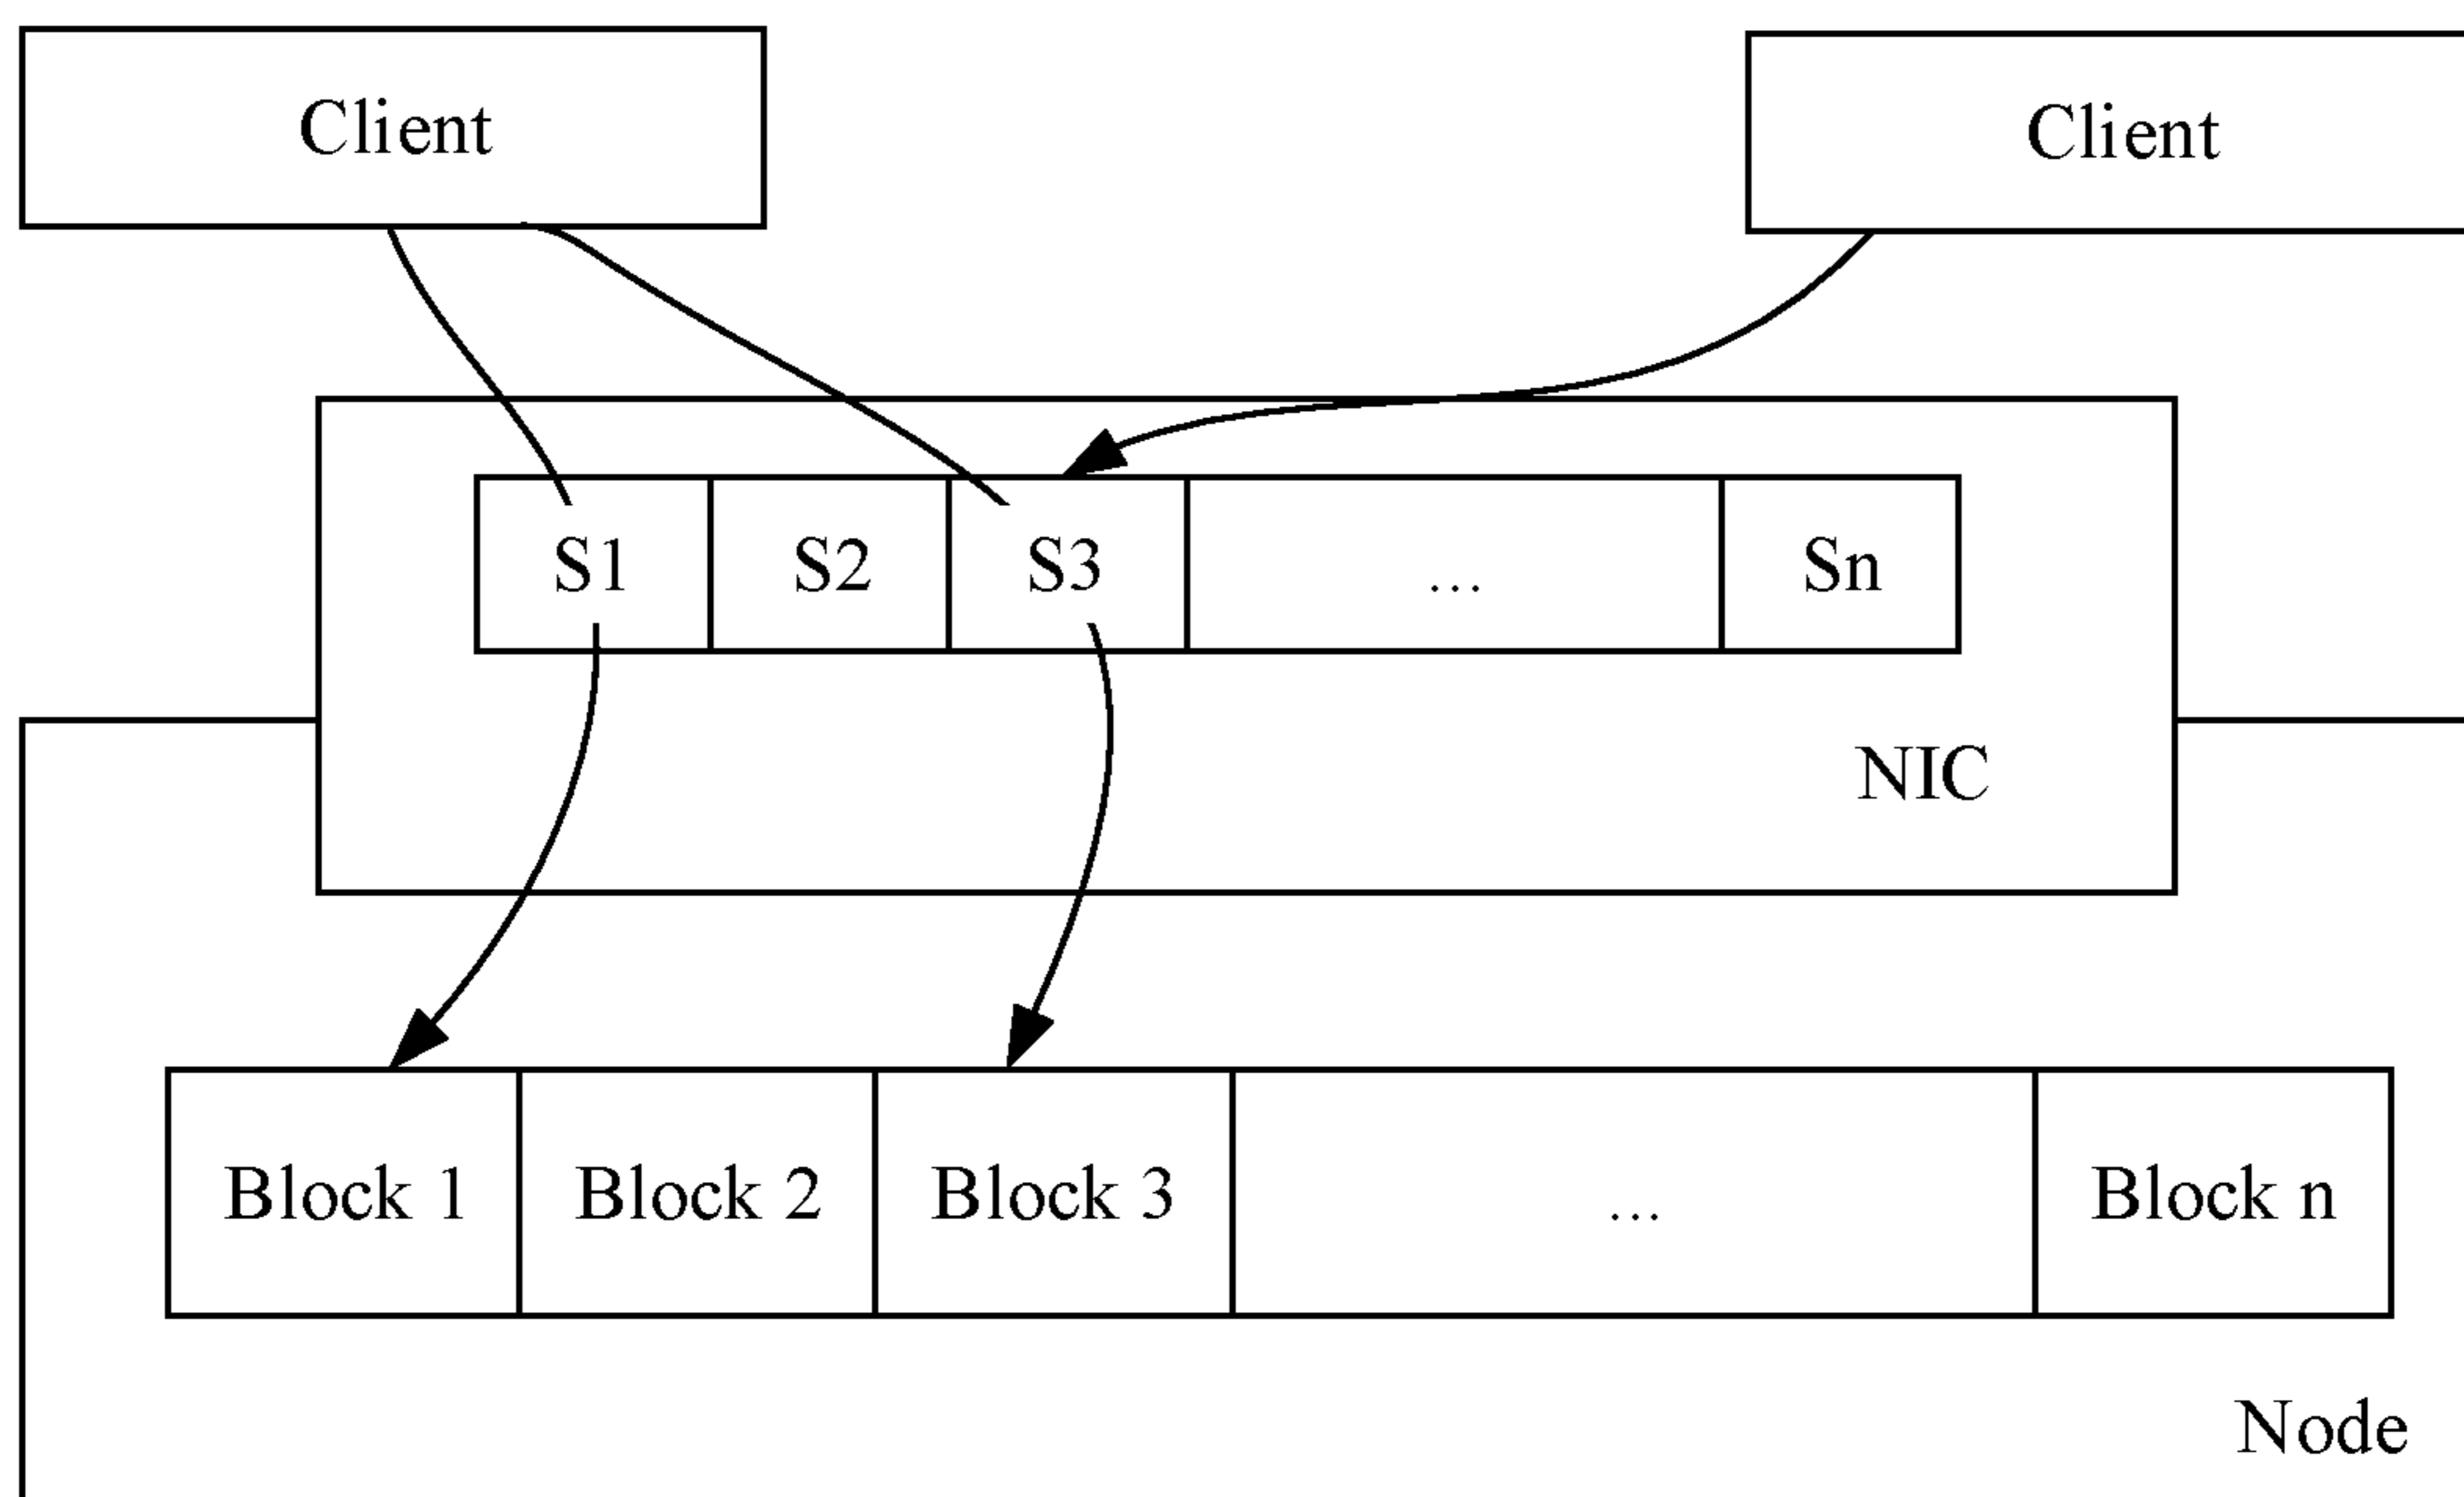 Client
Client
S1
S2
S3
...
Sn
NIC
Block 1
Block 2
Block 3
...
Block n
Node